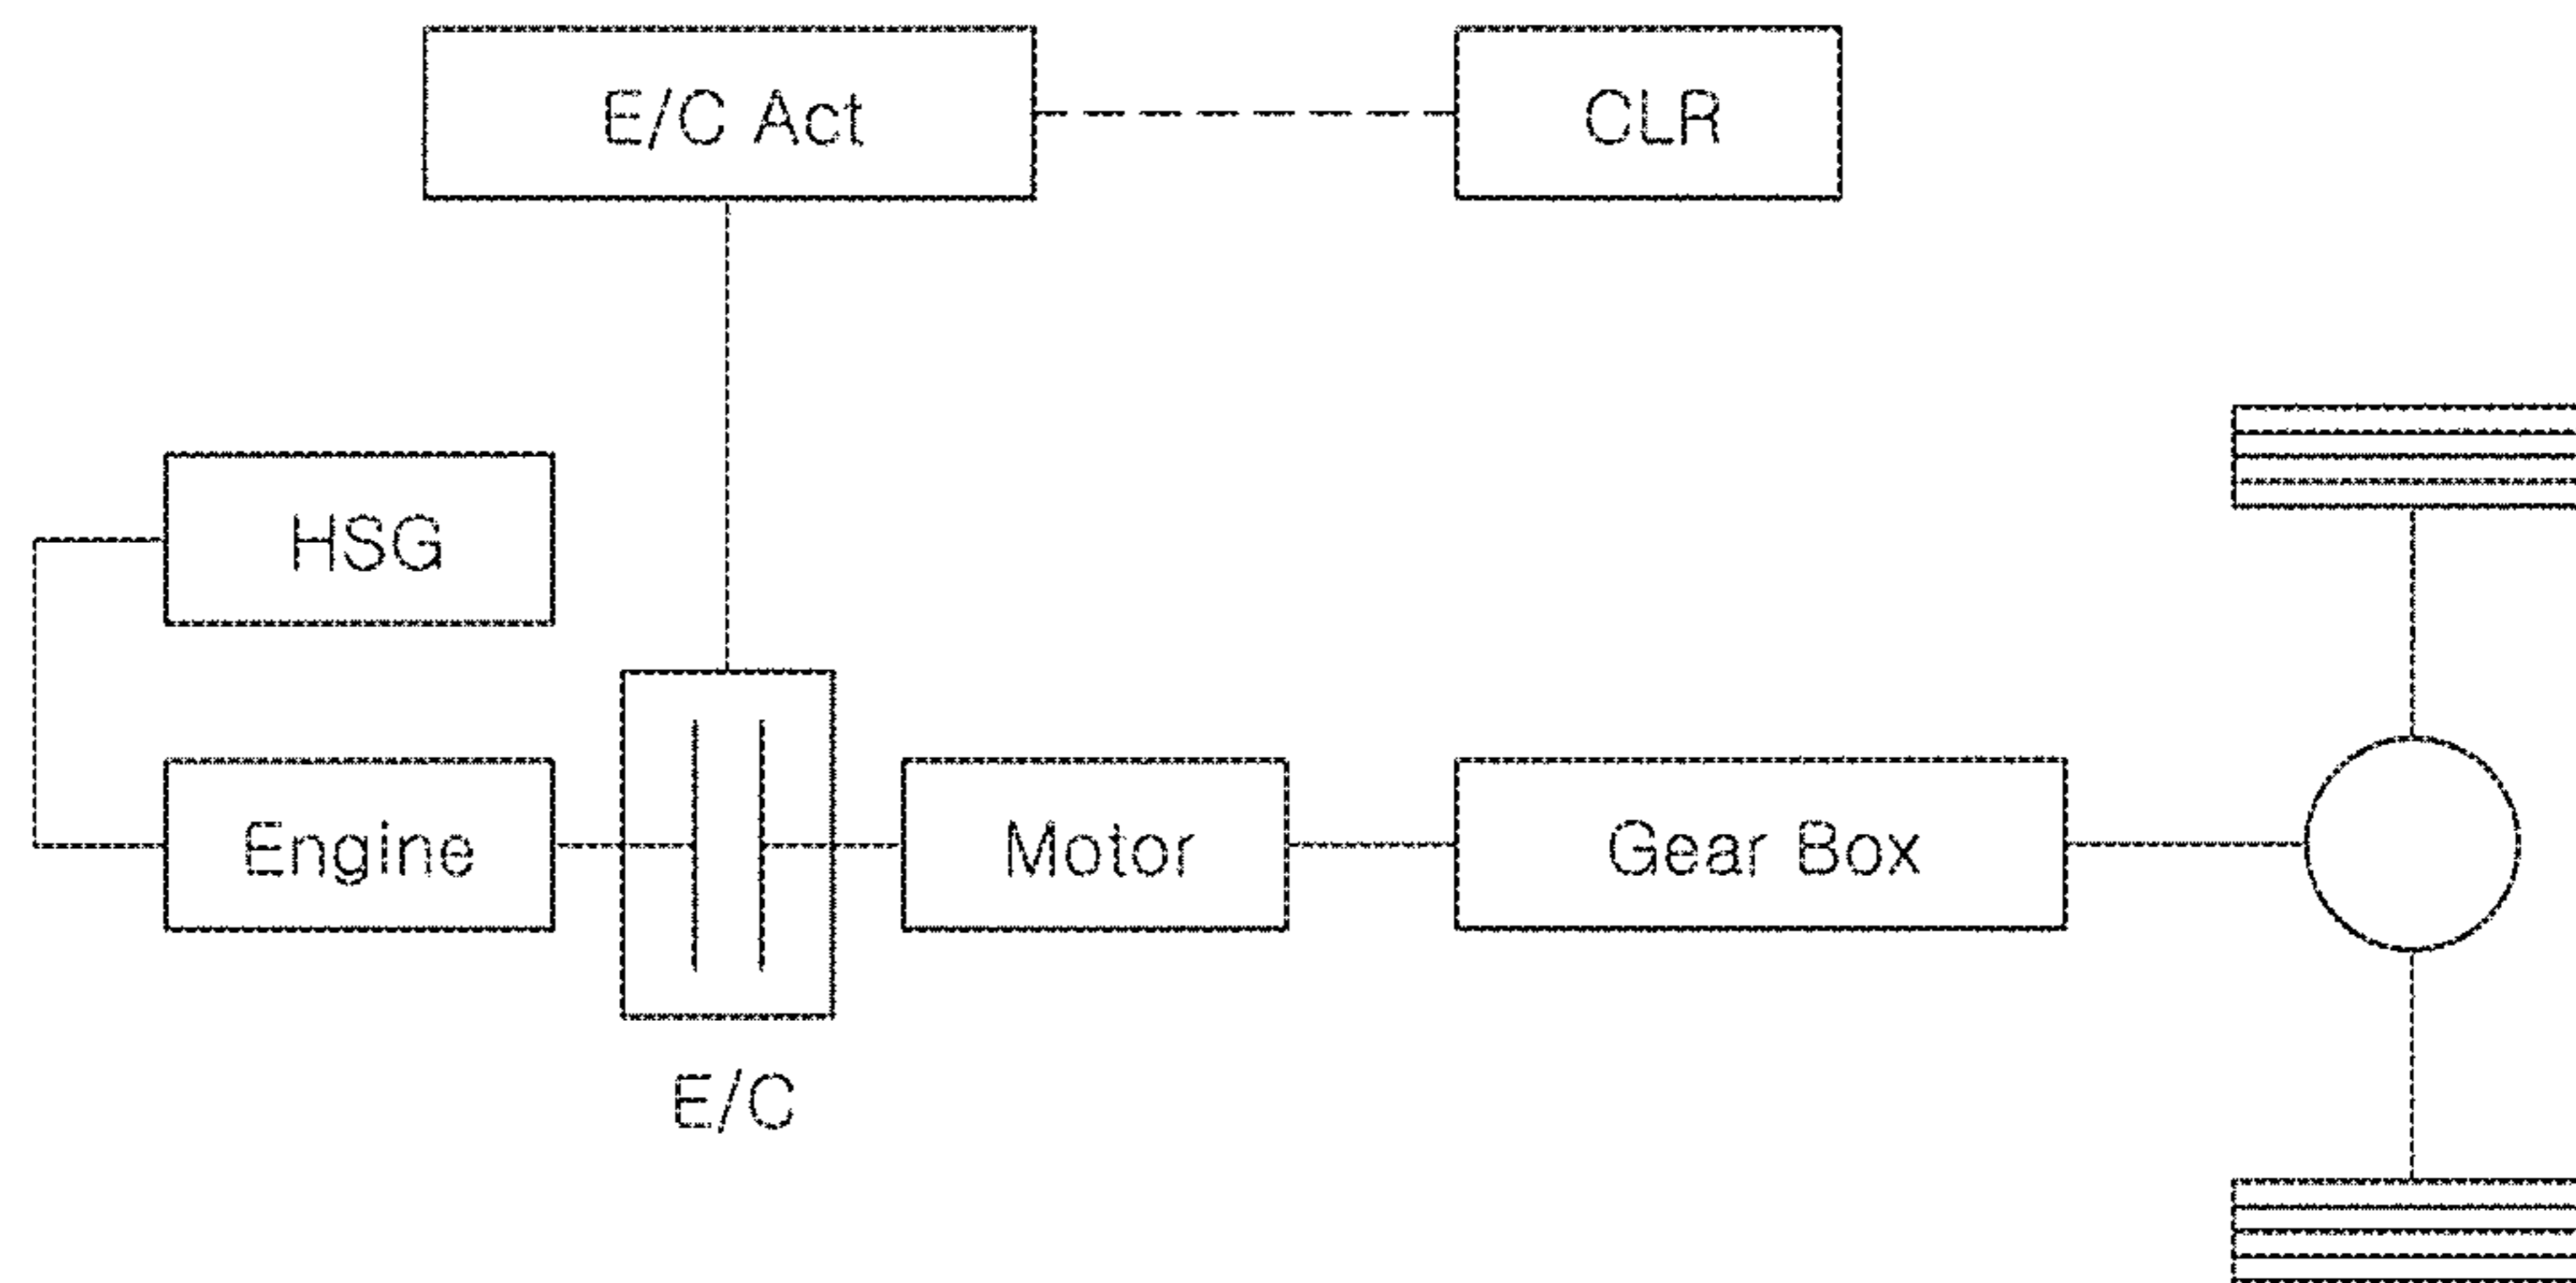 E/C Act
CLR
HSG
Engine
Motor
Gear Box
E/C